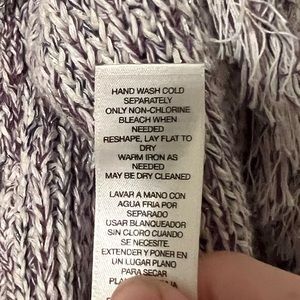 HAND WASH COLD
SEPARATELY
ONLY NON-CHLORINE
BLEACH WHEN
NEEDED
RESHAPE, LAY FLAT TO
DRY
WARM IRON AS
NEEDED
MAY BE DRY CLEANED
LAVAR A MANO CON
AGUA FRIA POR
SEPARADO
USAR BLANQUEADOR
SIN CLORO CUANDO
SE NECESITE
EXTENDER Y PONER EN
UN LUGAR PLANO
PARA SECAR